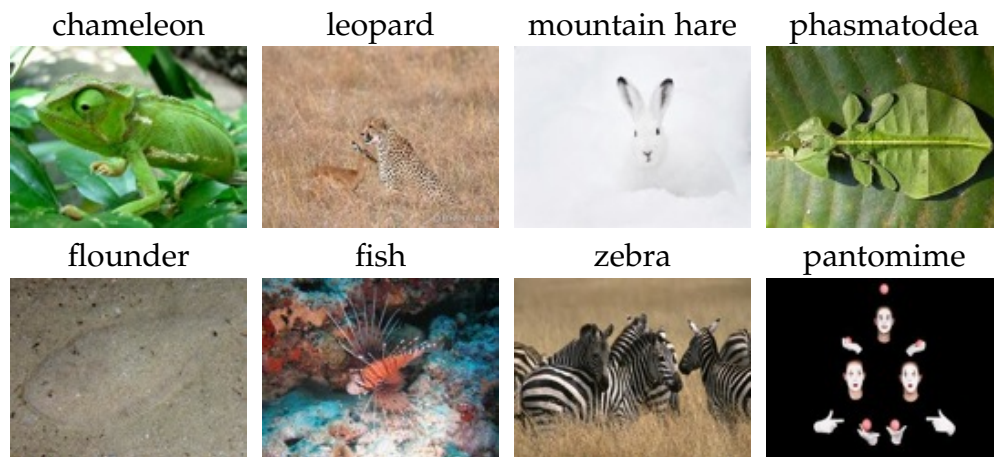 chameleon
leopard
mountain hare
phasmatodea
flounder
fish
zebra
pantomime